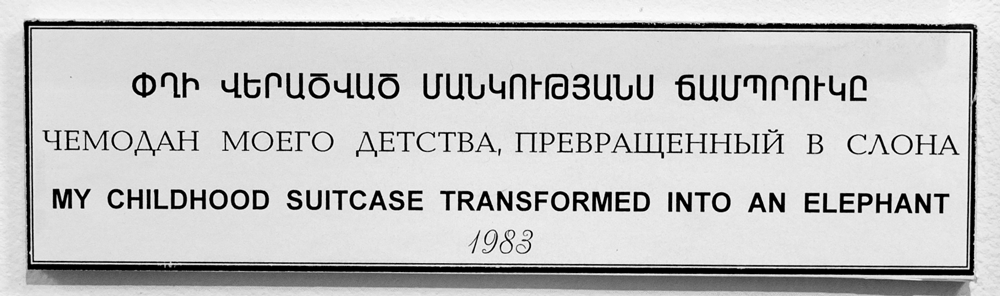 ՓՂԻ ՎԵՐԱԾՎԱԾ ՄԱՆԿՈՒԹՅԱՆՍ ՃԱՄՊՐՈՒԿԸ
ЧЕМОДАН МОЕГО ДЕТСТВА, ПРЕВРАЩЕННЫЙ В СЛОНА
MY CHILDHOOD SUITCASE TRANSFORMED INTO AN ELEPHANT
1983